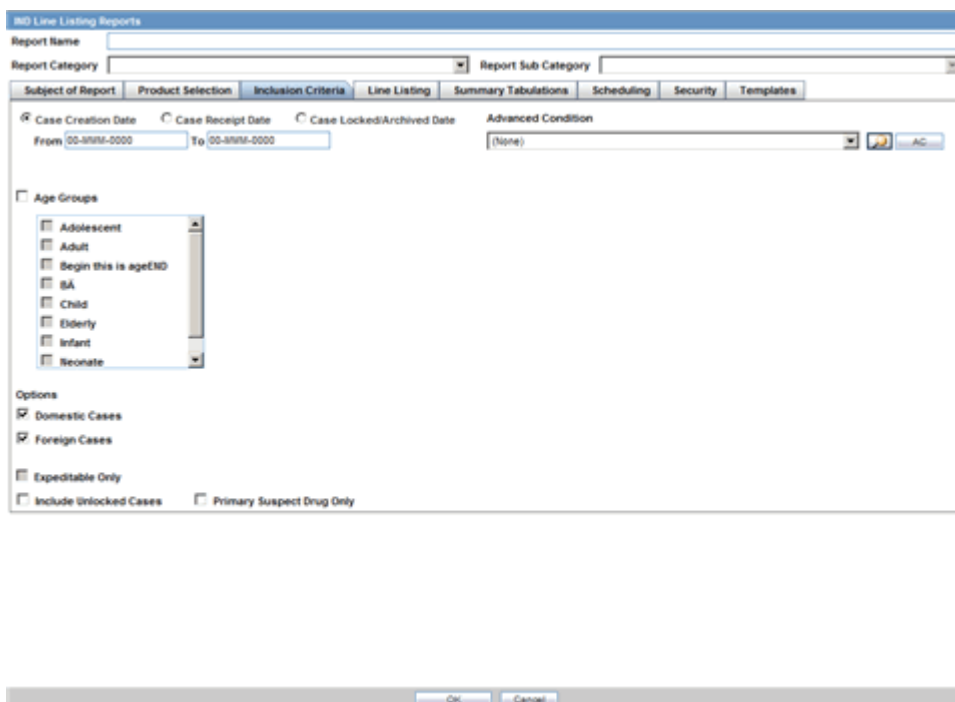 IND Line Listing Reports
Report Name
Report Category Report Sub Category
Subject of Report Product Selection Inclusion Criteria Line Listing Summary Tabulations Scheduling Security Templates
Case Creation Date Case Receipt Date Case Locked/Archived Date Advanced Condition
From 00-MMM-0000 To 00-MMM-0000 (None) AC
Age Groups
Adolescent
Adult
Begin this is ageEND
BÄ
Child
Elderly
Infant
Neonate
Options
Domestic Cases
Foreign Cases
Expeditable Only
Include Unlocked Cases Primary Suspect Drug Only
OK Cancel